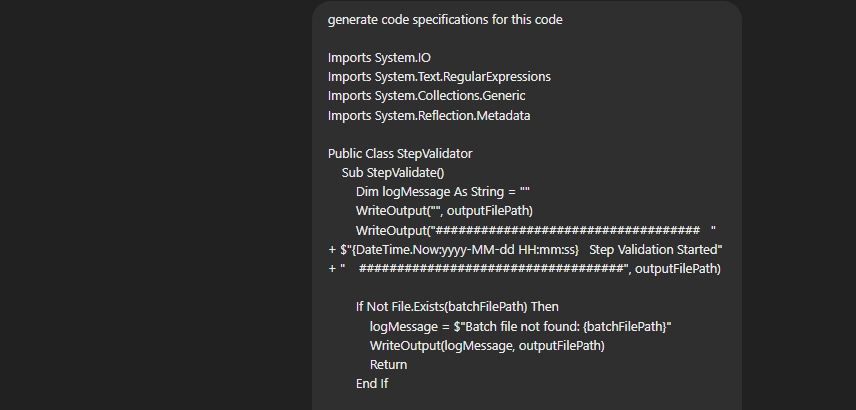 generate code specifications for this code
Imports System.IO
Imports System.Text.RegularExpressions
Imports System.Collections.Generic
Imports System.Reflection.Metadata
Public Class StepValidator
Sub StepValidate()
Dim logMessage As String = ""
WriteOutput("", outputFilePath)
WriteOutput("################################### "
+ $"{DateTime.Now:yyyy-MM-dd HH:mm:ss} Step Validation Started"
+ " ###################################", outputFilePath)
If Not File.Exists(batchFilePath) Then
logMessage = $"Batch file not found: {batchFilePath}"
WriteOutput(logMessage, outputFilePath)
Return
End If